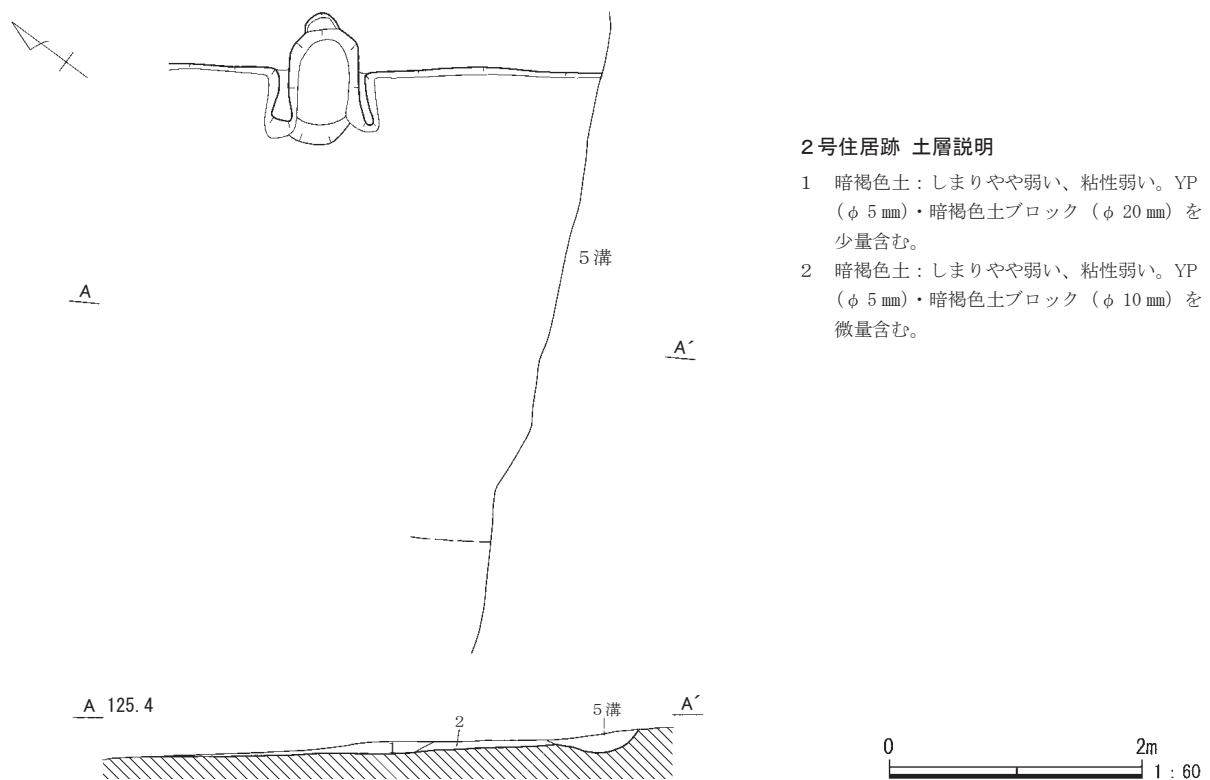 5溝
A
A´
2号住居跡 土層説明
1 暗褐色土：しまりやや弱い、粘性弱い。YP
（φ 5 ㎜）・暗褐色土ブロック（φ 20 ㎜）を
少量含む。
2 暗褐色土：しまりやや弱い、粘性弱い。YP
（φ 5 ㎜）・暗褐色土ブロック（φ 10 ㎜）を
微量含む。
A 125.4
5溝
A´
2
1
0
2m
1：60